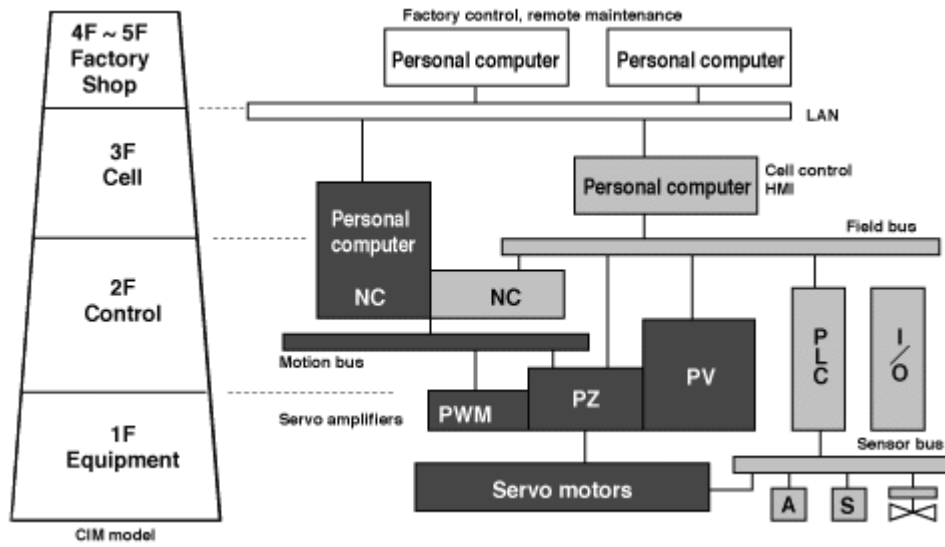 4F ~ 5F
Factory
Shop
3F
Cell
2F
Control
1F
Equipment
CIM model
Factory control, remote maintenance
Personal computer
Personal computer
LAN
Personal computer
Cell control
HMI
Personal
computer
Field bus
NC
NC
Motion bus
PLC
I/O
PV
PZ
PWM
Servo amplifiers
Sensor bus
Servo motors
A
S